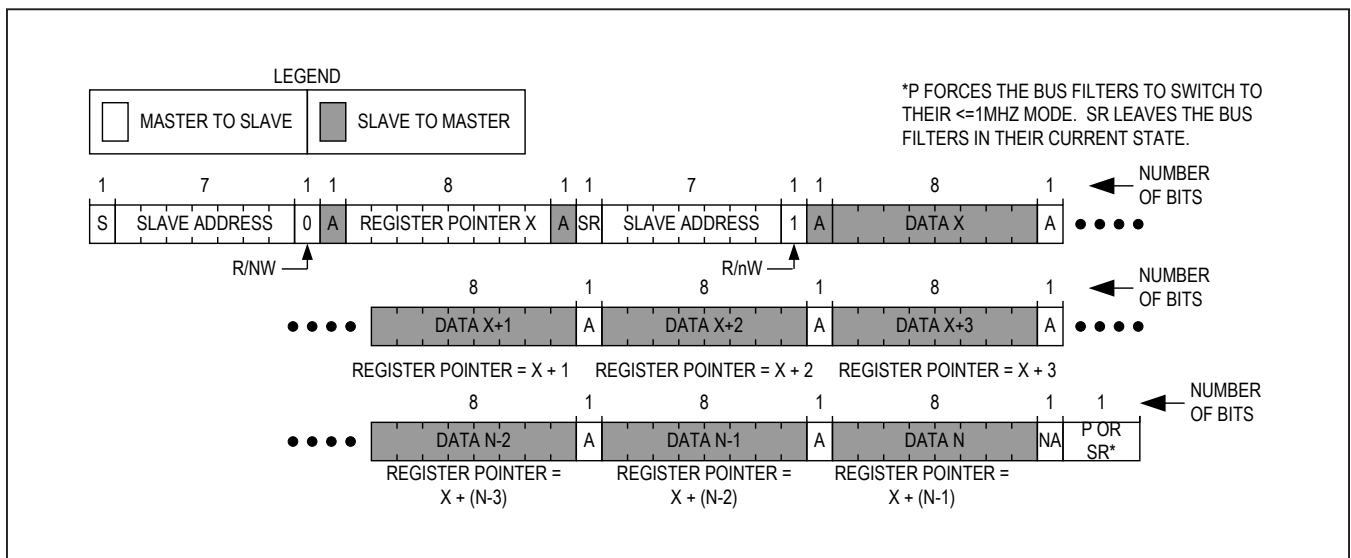 LEGEND
MASTER TO SLAVE
SLAVE TO MASTER
*P FORCES THE BUS FILTERS TO SWITCH TO
THEIR <=1MHZ MODE. SR LEAVES THE BUS
FILTERS IN THEIR CURRENT STATE.
1 7 1 1 8 1 1 7 1 1 8 1
NUMBER
OF BITS
S SLAVE ADDRESS 0 A REGISTER POINTER X A SR SLAVE ADDRESS 1 A DATA X A
R/NW R/nW
8 1 8 1 8 1
NUMBER
OF BITS
DATA X+1 A DATA X+2 A DATA X+3 A
REGISTER POINTER = X + 1 REGISTER POINTER = X + 2 REGISTER POINTER = X + 3
8 1 8 1 8 1 1
NUMBER
OF BITS
DATA N-2 A DATA N-1 A DATA N NA P OR
SR*
REGISTER POINTER =
X + (N-3)
REGISTER POINTER =
X + (N-2)
REGISTER POINTER =
X + (N-1)